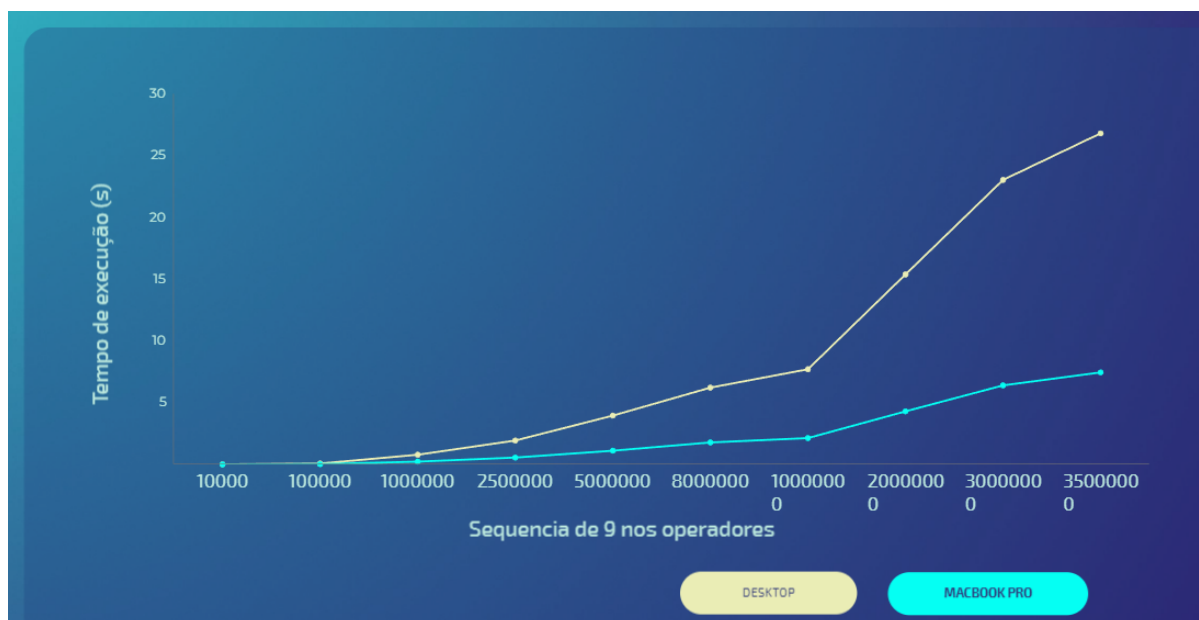 30
25
20
15
10
5
Tempo de execução (s)
10000 100000 1000000 2500000 5000000 8000000 1000000 2000000 3000000 3500000
0 0 0 0
Sequencia de 9 nos operadores
DESKTOP MACBOOK PRO